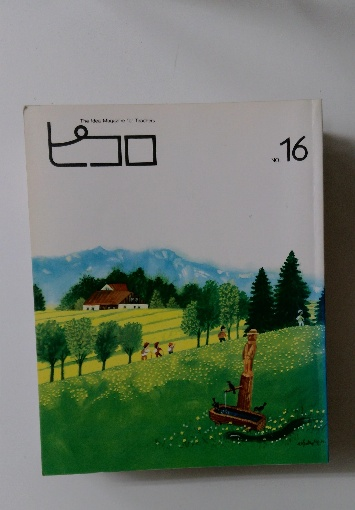 The Idea Magazine for Teachers
ピコロ
NO. 16